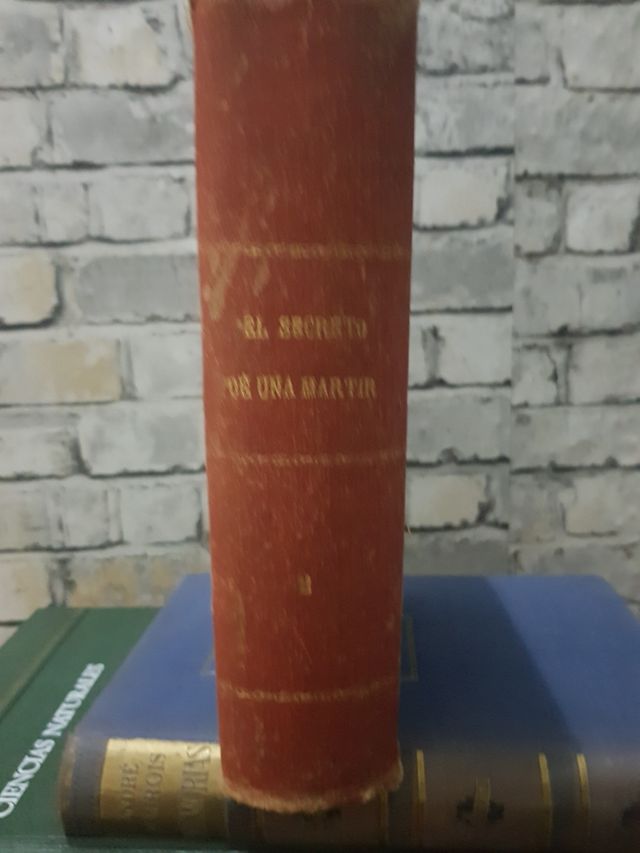 EL SECRETO
DE UNA MARTIR
CIENCIAS NATURALES